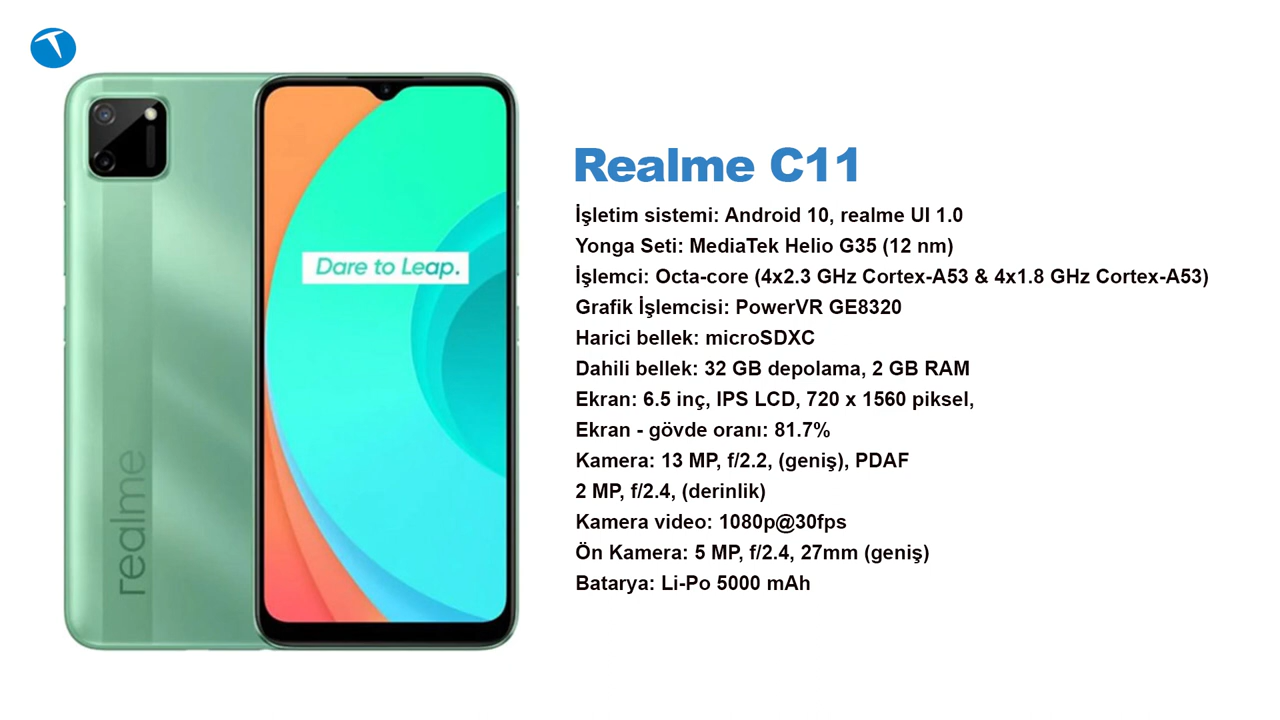 realme
Dare to Leap.
Realme C11
İşletim sistemi: Android 10, realme UI 1.0
Yonga Seti: MediaTek Helio G35 (12 nm)
İşlemci: Octa-core (4x2.3 GHz Cortex-A53 & 4x1.8 GHz Cortex-A53)
Grafik İşlemcisi: PowerVR GE8320
Harici bellek: microSDXC
Dahili bellek: 32 GB depolama, 2 GB RAM
Ekran: 6.5 inç, IPS LCD, 720 x 1560 piksel,
Ekran - gövde oranı: 81.7%
Kamera: 13 MP, f/2.2, (geniş), PDAF
2 MP, f/2.4, (derinlik)
Kamera video: 1080p@30fps
Ön Kamera: 5 MP, f/2.4, 27mm (geniş)
Batarya: Li-Po 5000 mAh